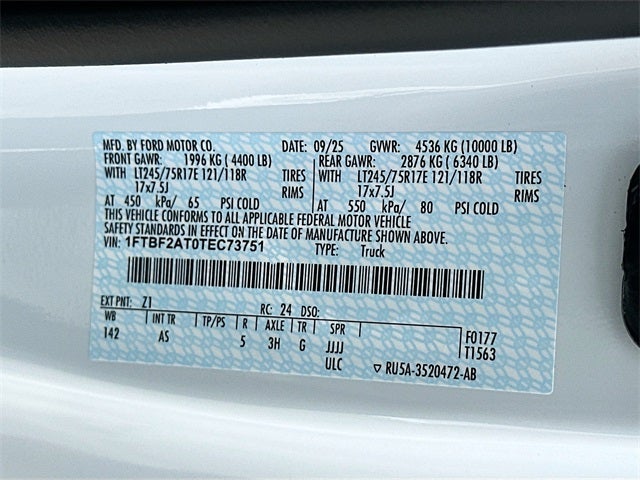 MFD. BY FORD MOTOR CO. DATE: 09/25 GVWR: 4536 KG (10000 LB)
FRONT GAWR: 1996 KG ( 4400 LB) REAR GAWR: 2876 KG ( 6340 LB)
WITH LT245/75R17E 121/118R TIRES WITH LT245/75R17E 121/118R TIRES
17x7.5J RIMS 17x7.5J RIMS
AT 450 kPa/ 65 PSI COLD AT 550 kPa/ 80 PSI COLD
THIS VEHICLE CONFORMS TO ALL APPLICABLE FEDERAL MOTOR VEHICLE
SAFETY STANDARDS IN EFFECT ON THE DATE OF MANUFACTURE SHOWN ABOVE.
VIN: 1FTBF2AT0TEC73751 TYPE: Truck
EXT PNT: Z1 RC: 24 DSO:
WB INT TR TP/PS R AXLE TR SPR F0177
142 AS 5 3H G JJJJ T1563
ULC RU5A-3520472-AB